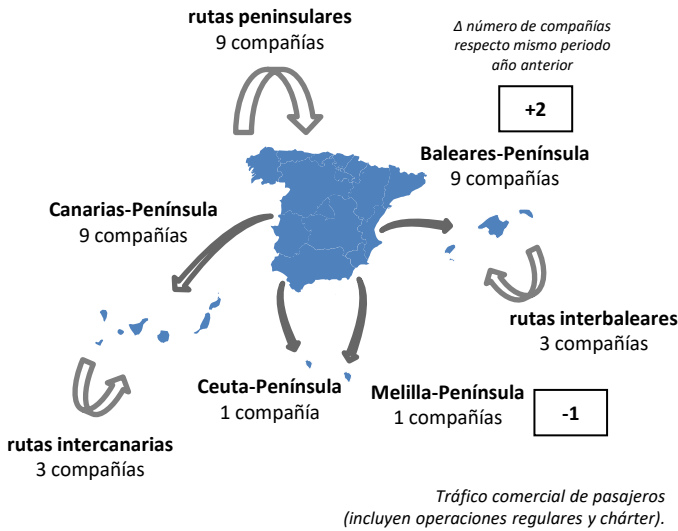 rutas peninsulares
9 compañías
Δ número de compañías
respecto mismo periodo
año anterior
+2
Baleares-Península
9 compañías
Canarias-Península
9 compañías
rutas interbaleares
3 compañías
Ceuta-Península
1 compañía
Melilla-Península
1 compañías
-1
rutas intercanarias
3 compañías
Tráfico comercial de pasajeros
(incluyen operaciones regulares y chárter).